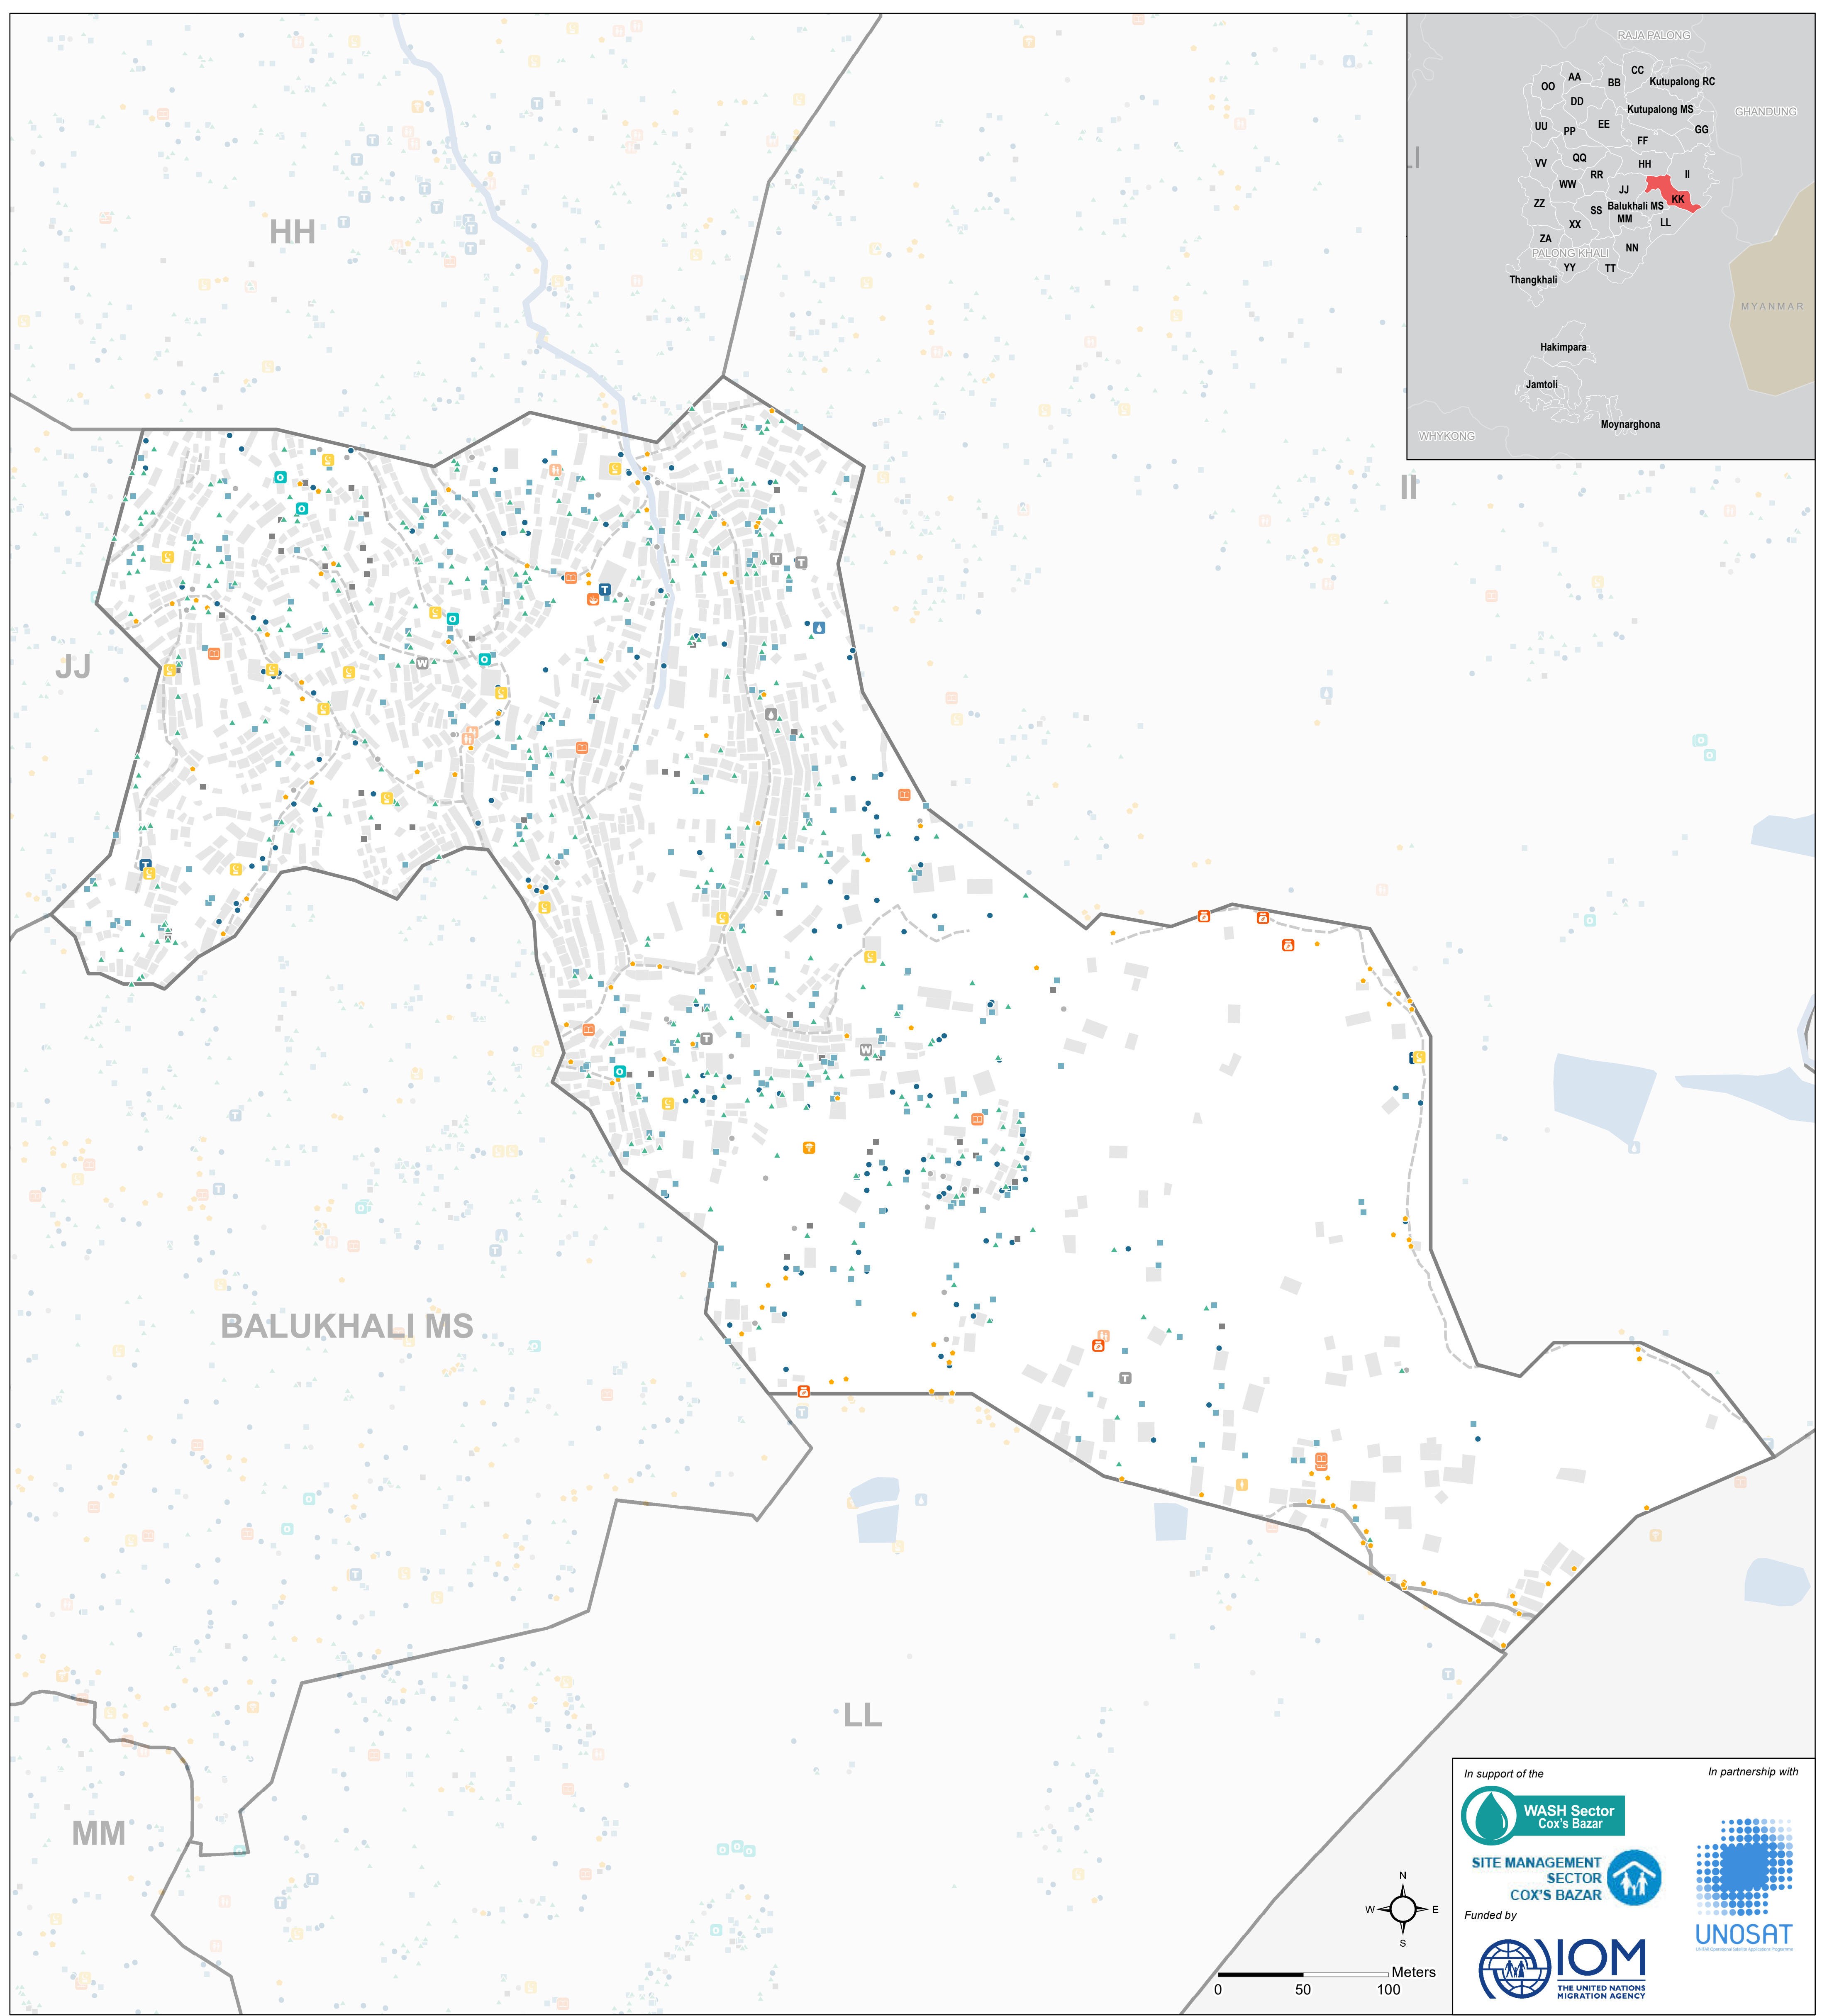 RAJA PALONG
CC
AA
BB
Kutupalong RC
OO
DD
Kutupalong MS
GHANDUNG
UU
PP
EE
GG
FF
LI
VV
QQ
HH
RR
II
WW
JJ
KK
ZZ
SS
Balukhali MS
MM
LL
XX
ZA
NN
PALONG KHALI
YY
TT
Thangkhali
MYANMAR
Hakimpara
Jamtoli
Moynarghona
WHYKONG
HH
II
JJ
BALUKHALI MS
LL
MM
In support of the
In partnership with
WASH Sector
Cox's Bazar
SITE MANAGEMENT
SECTOR
COX'S BAZAR
Funded by
UNOSAT
IOM
THE UNITED NATIONS
MIGRATION AGENCY
N
W
E
S
Meters
0
50
100